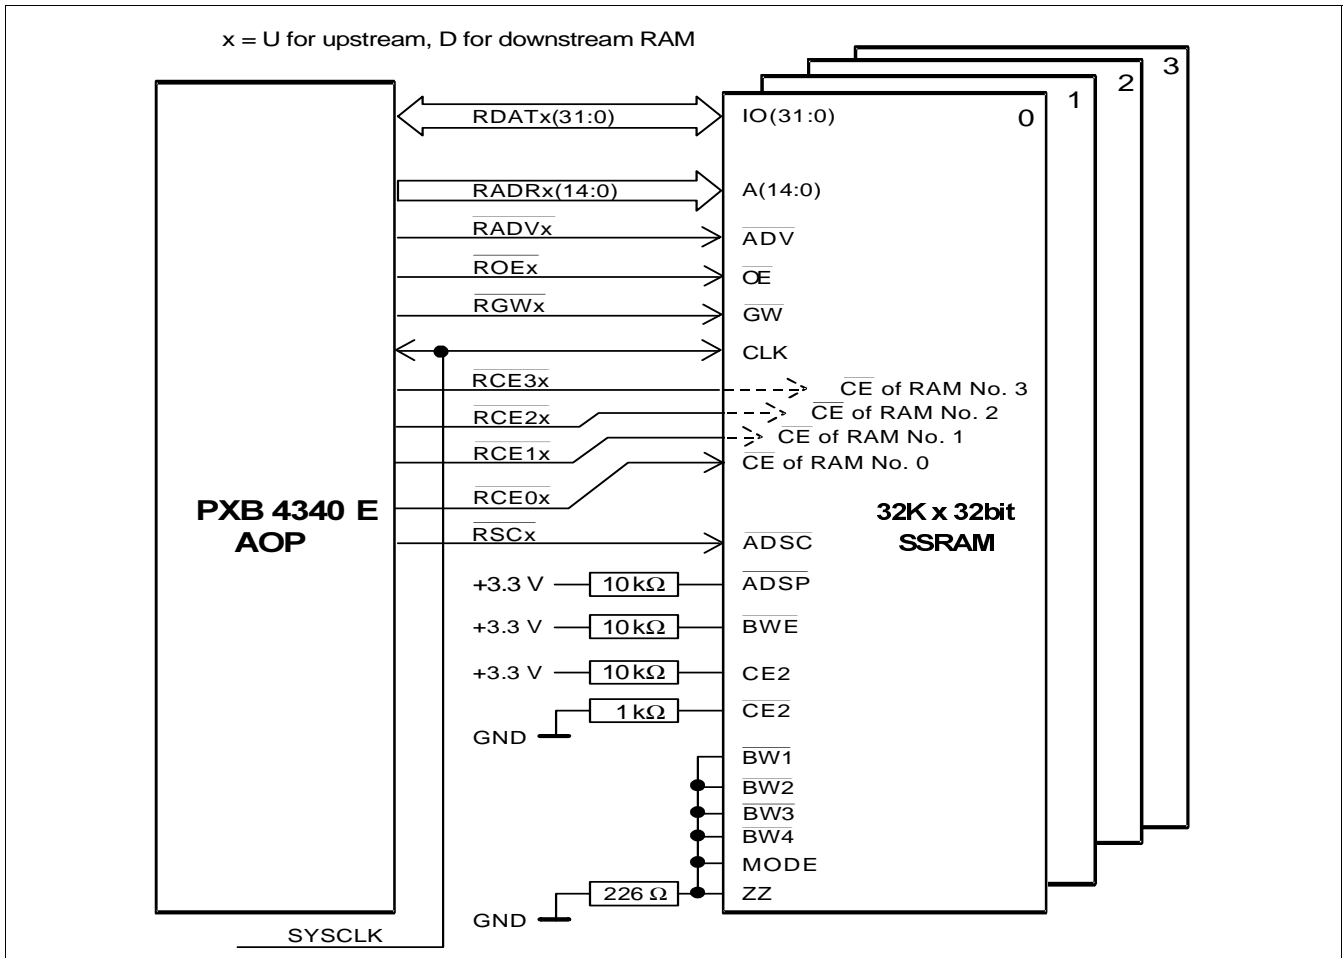 x = U for upstream, D for downstream RAM
3
2
1
0
RDATx(31:0)
IO(31:0)
RADRx(14:0)
A(14:0)
RADVx
ADV
ROEx
OE
RGWx
GW
CLK
RCE3x
CE of RAM No. 3
RCE2x
CE of RAM No. 2
RCE1x
CE of RAM No. 1
RCE0x
CE of RAM No. 0
PXB 4340 E
AOP
32K x 32bit
SSRAM
RSCx
ADSC
+3.3 V
10kΩ
ADSP
+3.3 V
10kΩ
BWE
+3.3 V
10kΩ
CE2
1kΩ
CE2
GND
BW1
BW2
BW3
BW4
MODE
226 Ω
ZZ
GND
SYSCLK